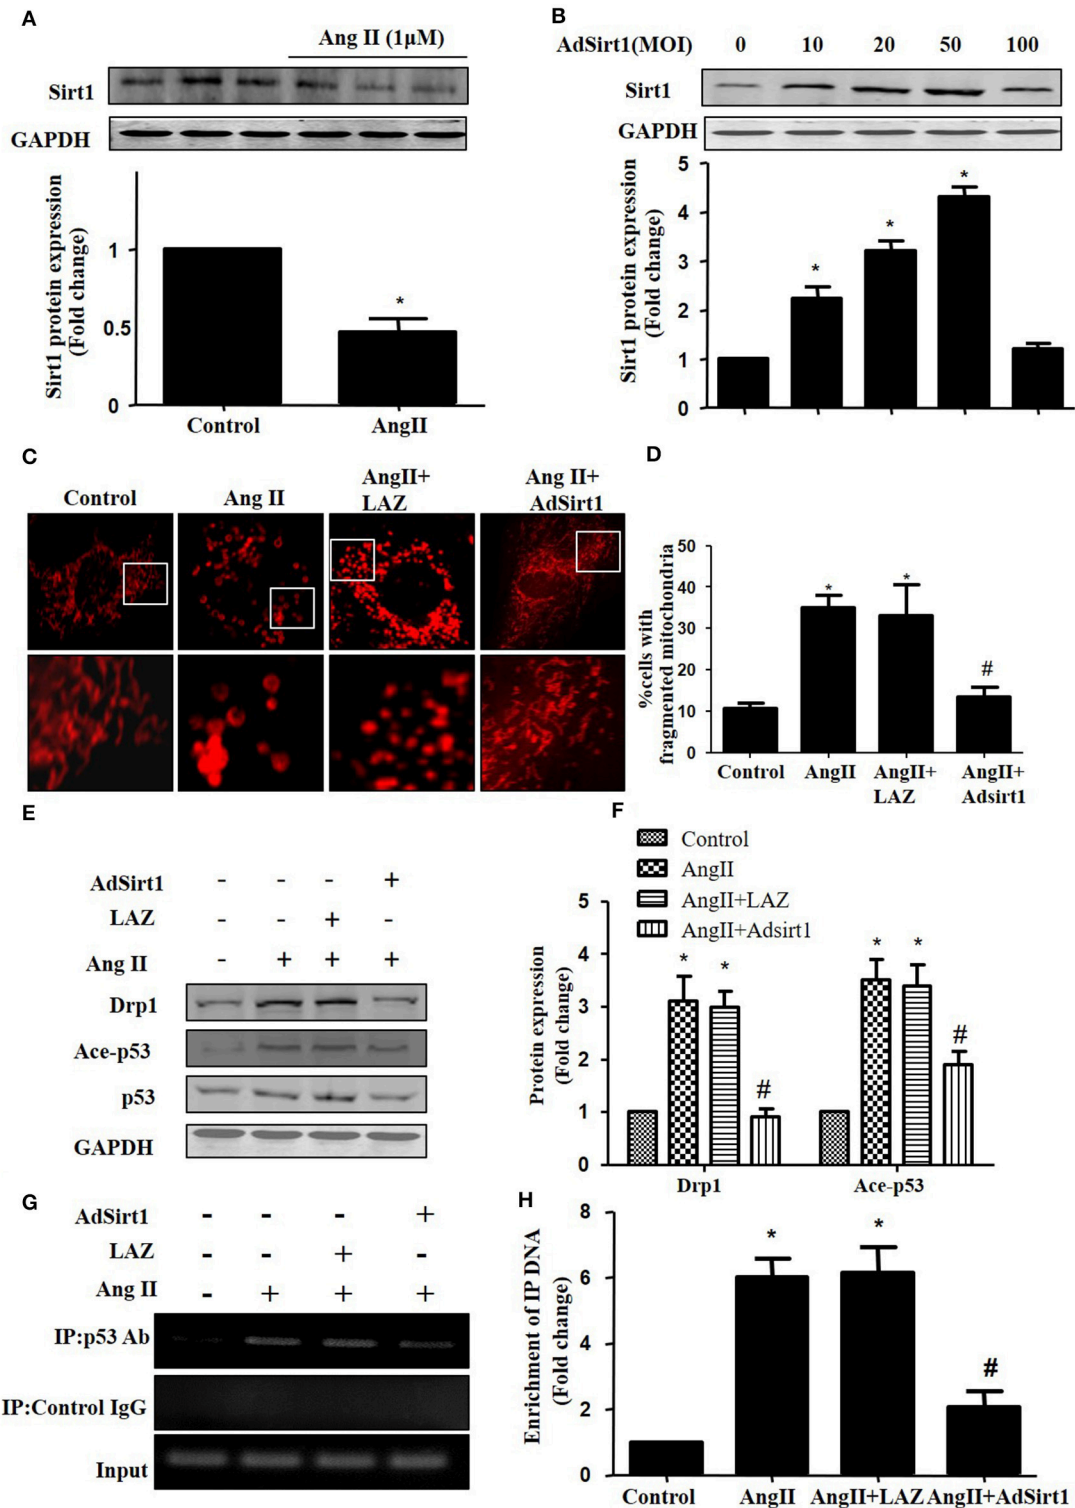 A
Ang II (1µM)
Sirt1
GAPDH
Sirt1 protein expression
(Fold change)
1
0.5
0
*
Control AngII
B
AdSirt1(MOI) 0 10 20 50 100
Sirt1
GAPDH
Sirt1 protein expression
(Fold change)
5
4
3
2
1
0
* * *
C
Control Ang II AngII+ LAZ Ang II+ AdSirt1
D
%cells with
fragmented mitochondria
50
40
30
20
10
0
* * #
Control AngII AngII+ AngII+
LAZ Adsirt1
E
AdSirt1 - - - +
LAZ - - + -
Ang II - + + +
Drp1
Ace-p53
p53
GAPDH
F
Control
AngII
AngII+LAZ
AngII+Adsirt1
Protein expression
(Fold change)
5
4
3
2
1
0
* * # * * #
Drp1 Ace-p53
G
AdSirt1 - - - +
LAZ - - + -
Ang II - + + +
IP:p53 Ab
IP:Control IgG
Input
H
Enrichment of IP DNA
(Fold change)
8
6
4
2
0
* * #
Control AngII AngII+LAZ AngII+AdSirt1